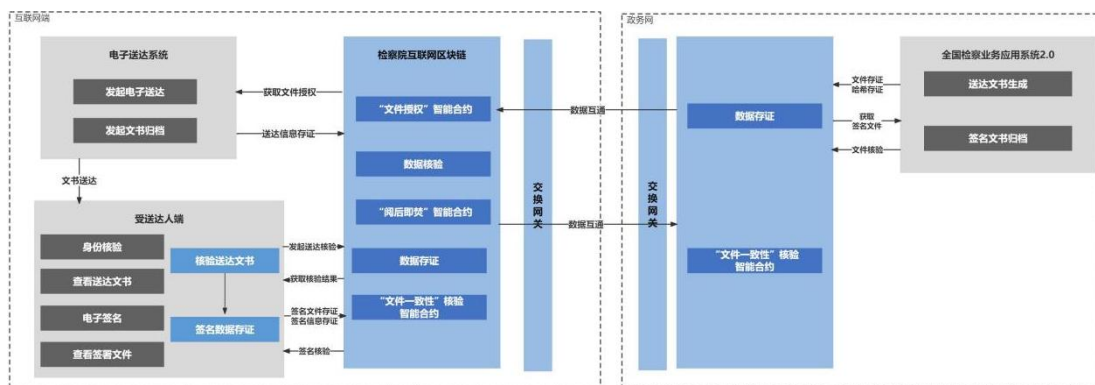 互联网端
政务网
电子送达系统
发起电子送达
发起文书归档
获取文件授权
送达信息存证
文书送达
受送达人端
身份核验
查看送达文书
电子签名
查看签署文件
核验送达文书
签名数据存证
发起送达核验
获取核验结果
签名文件存证
签名信息存证
签名核验
检察院互联网区块链
“文件授权”智能合约
数据核验
“阅后即焚”智能合约
数据存证
“文件一致性”核验
智能合约
交换网关
数据互通
数据互通
交换网关
数据存证
“文件一致性”核验
智能合约
文件存证
哈希存证
获取
签名文件
文件核验
全国检察业务应用系统2.0
送达文书生成
签名文书归档